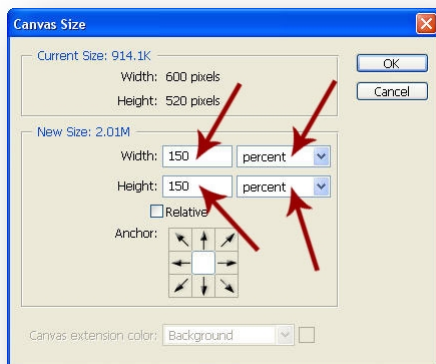 Canvas Size
Current Size: 914.1K
Width: 600 pixels
Height: 520 pixels
OK
Cancel
New Size: 2.01M
Width: 150 percent
Height: 150 percent
Relative
Anchor:
Canvas extension color: Background